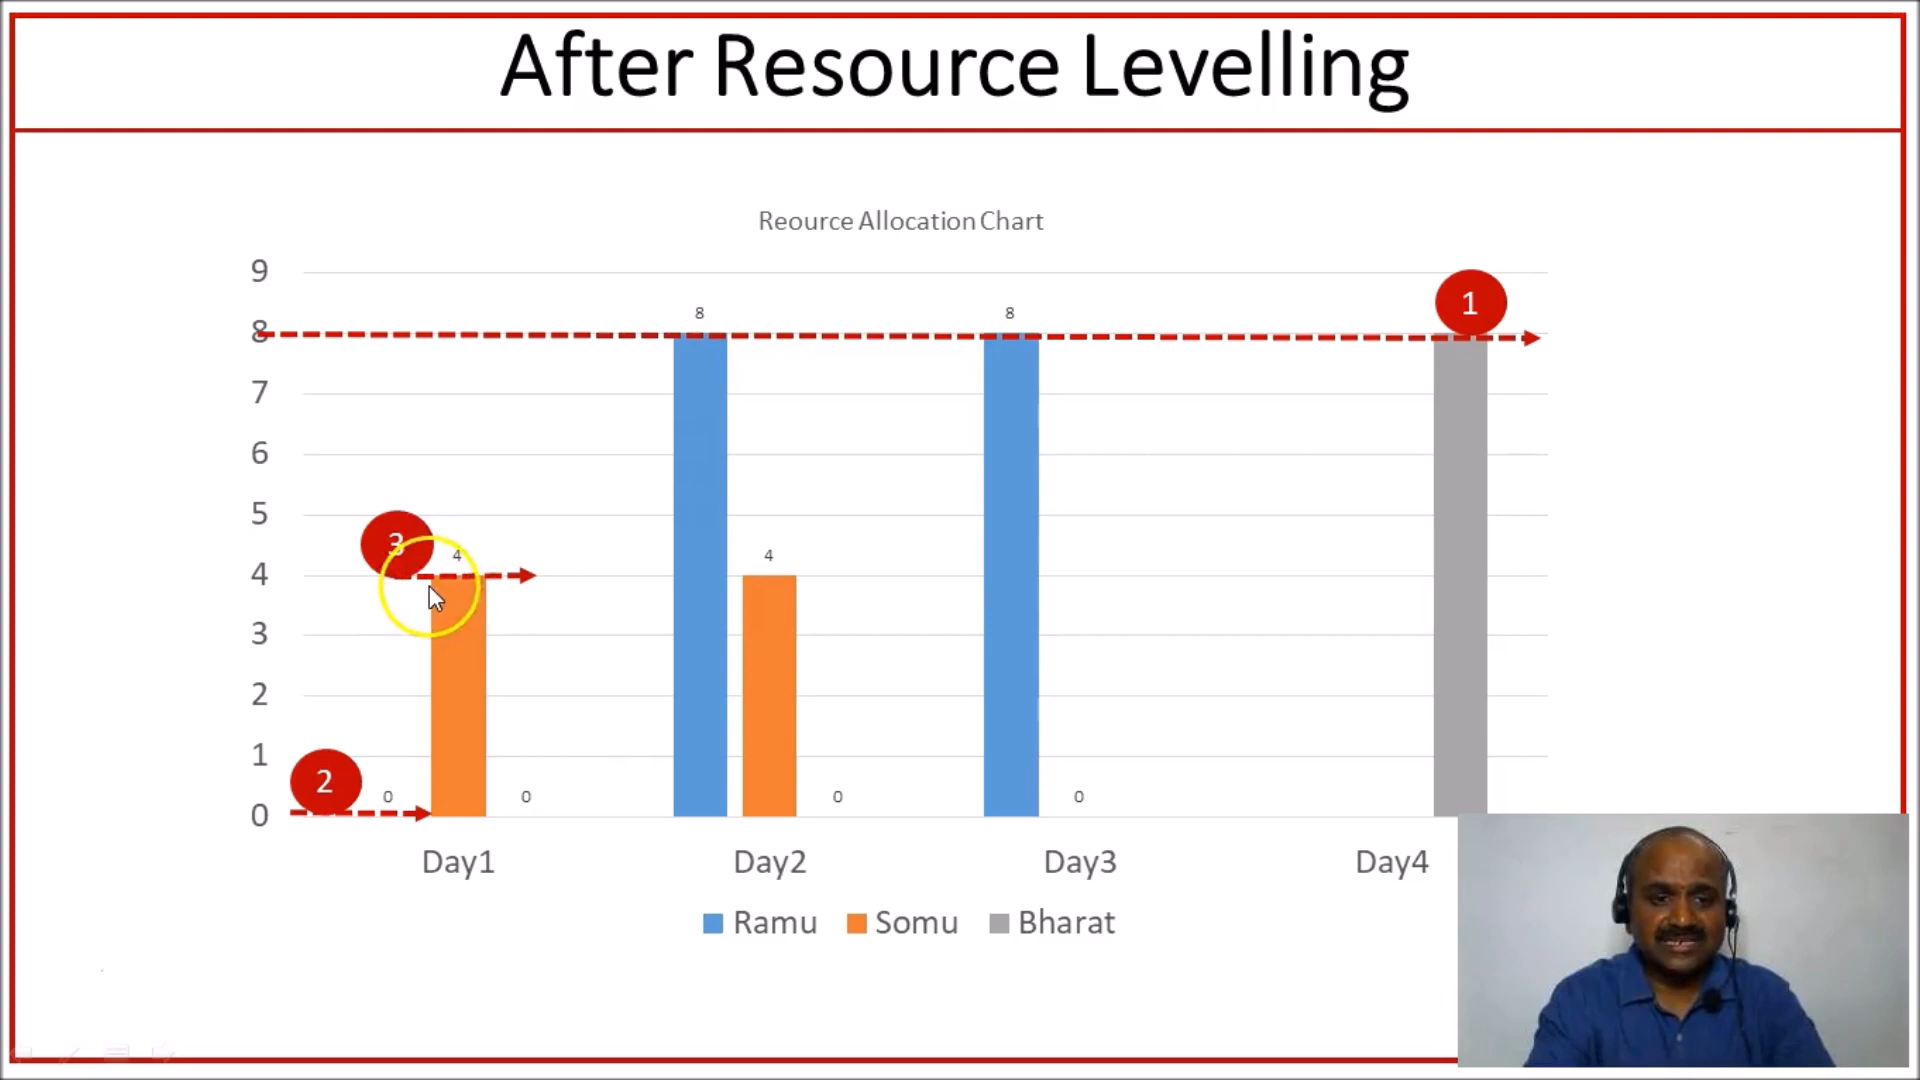 After Resource Levelling
Reource Allocation Chart
9
8
7
6
5
4
3
2
1
0
1
8
8
3
4
4
2
0
0
0
0
Day1
Day2
Day3
Day4
Ramu
Somu
Bharat